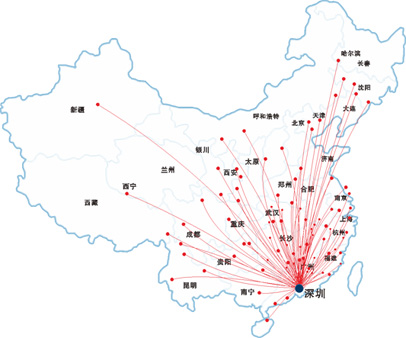 哈尔滨
长春
沈阳
新疆
大连
呼和浩特
天津
北京
银川
太原
济南
兰州
西安
西宁
郑州
合肥
南京
西藏
武汉
上海
重庆
杭州
成都
长沙
贵阳
福建
广州
昆明
南宁
深圳